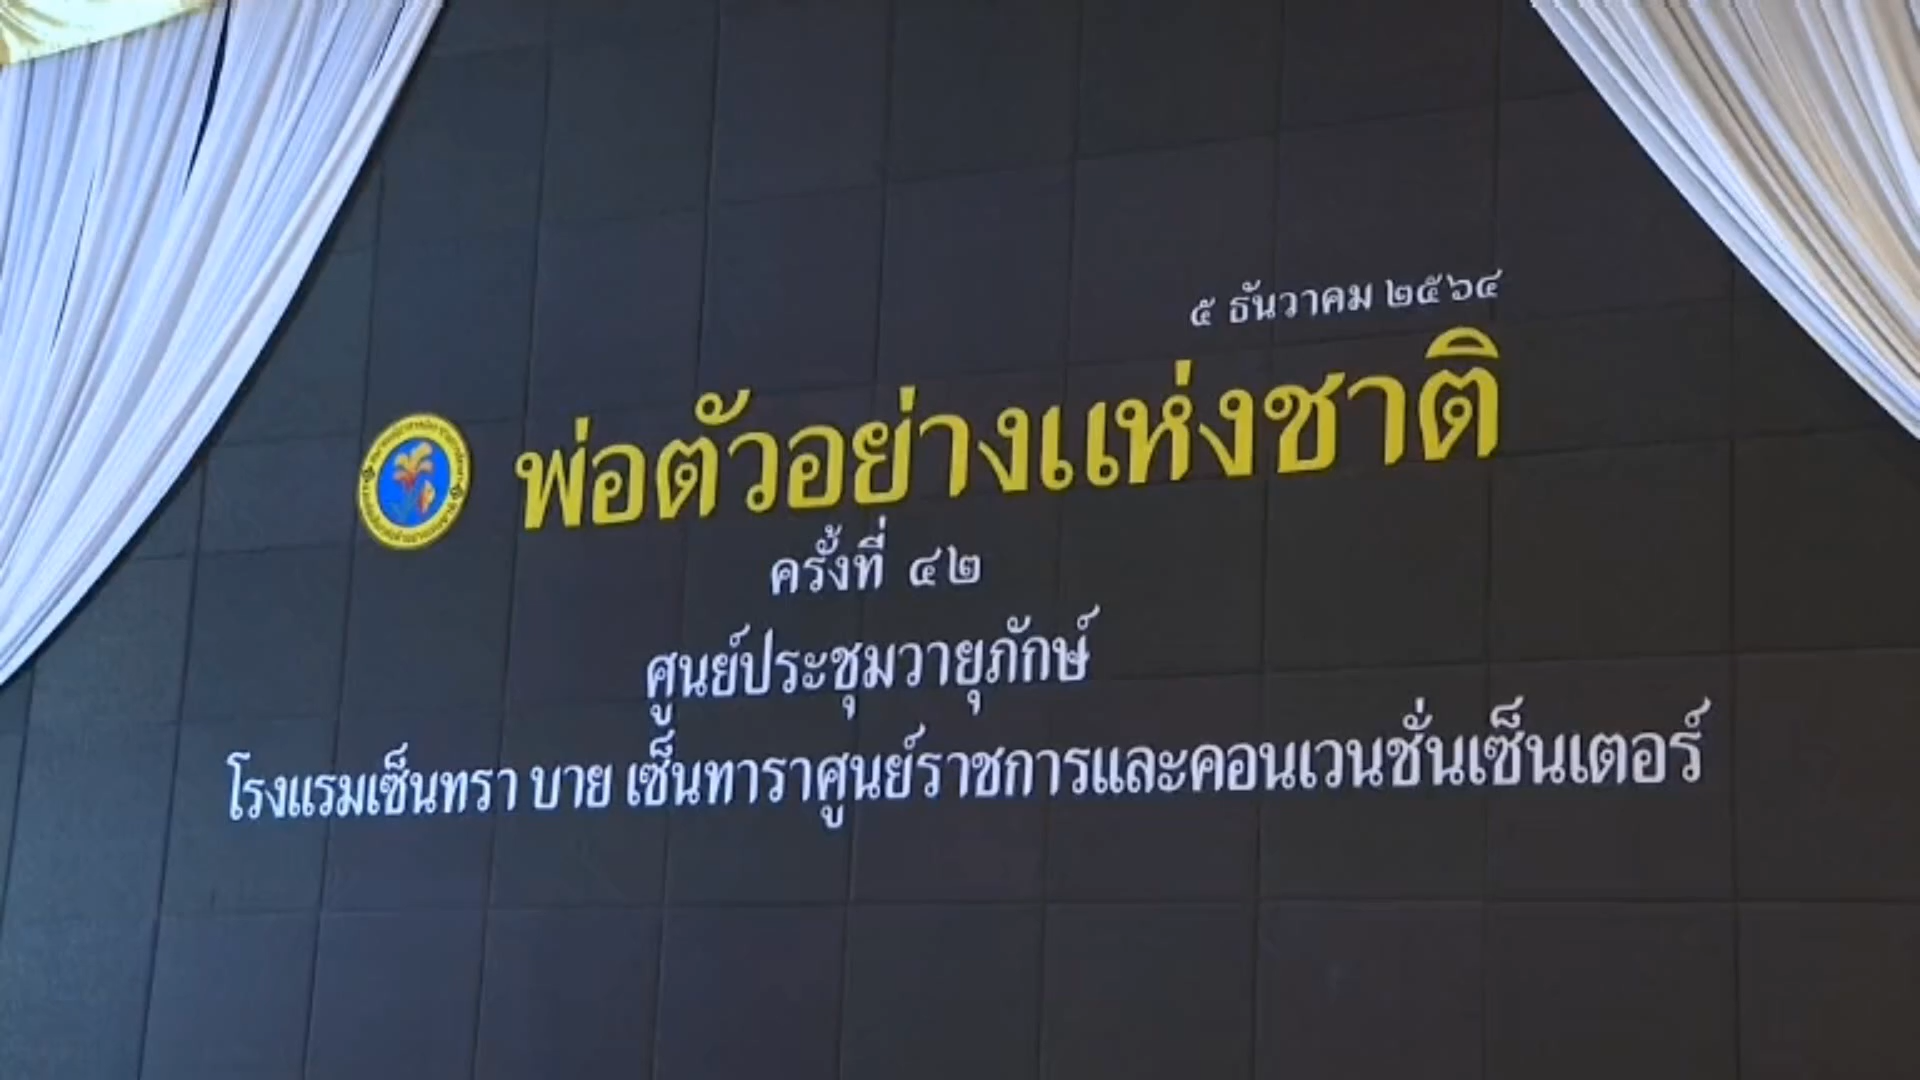 ๕ ธันวาคม ๒๕๖๔
พ่อตัวอย่างแห่งชาติ
ครั้งที่ ๔๒
ศูนย์ประชุมวายุภักษ์
โรงแรมเซ็นทรา บาย เซ็นทาราศูนย์ราชการและคอนเวนชั่นเซ็นเตอร์